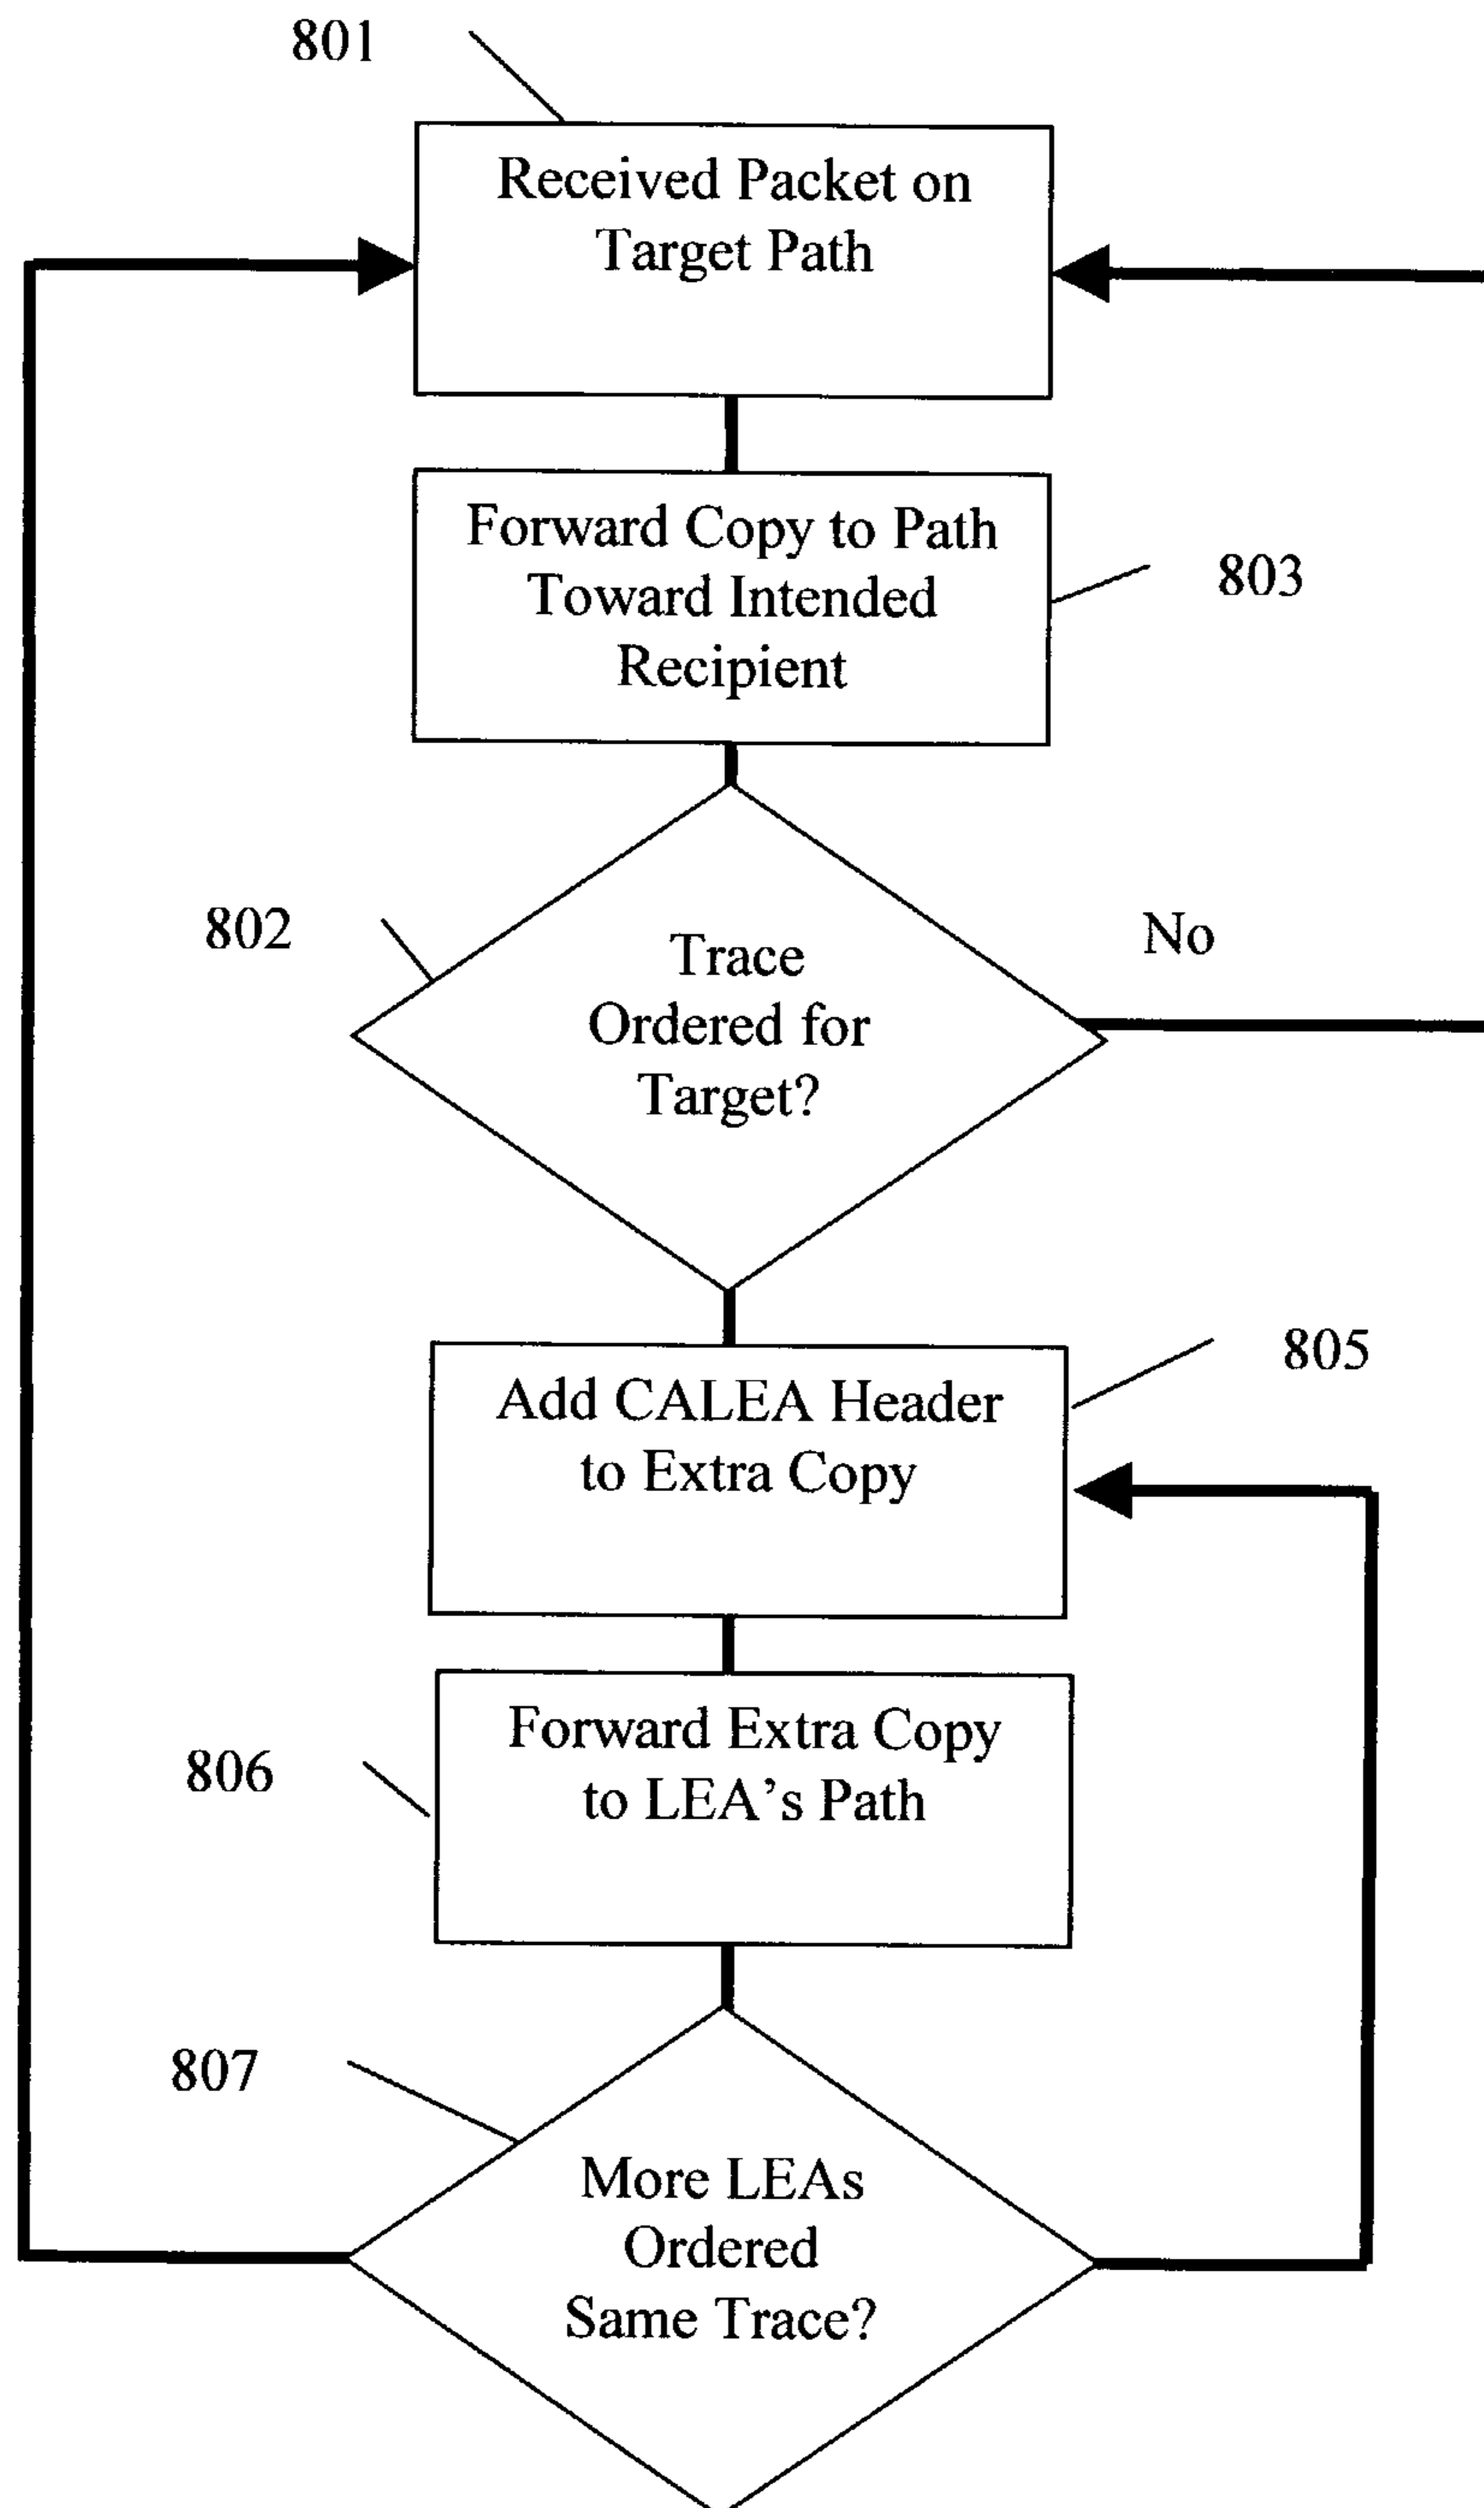 801
Received Packet on
Target Path
Forward Copy to Path
Toward Intended
Recipient
803
802
No
Trace
Ordered for
Target?
805
Add CALEA Header
to Extra Copy
Forward Extra Copy
to LEA's Path
806
807
More LEAs
Ordered
Same Trace?